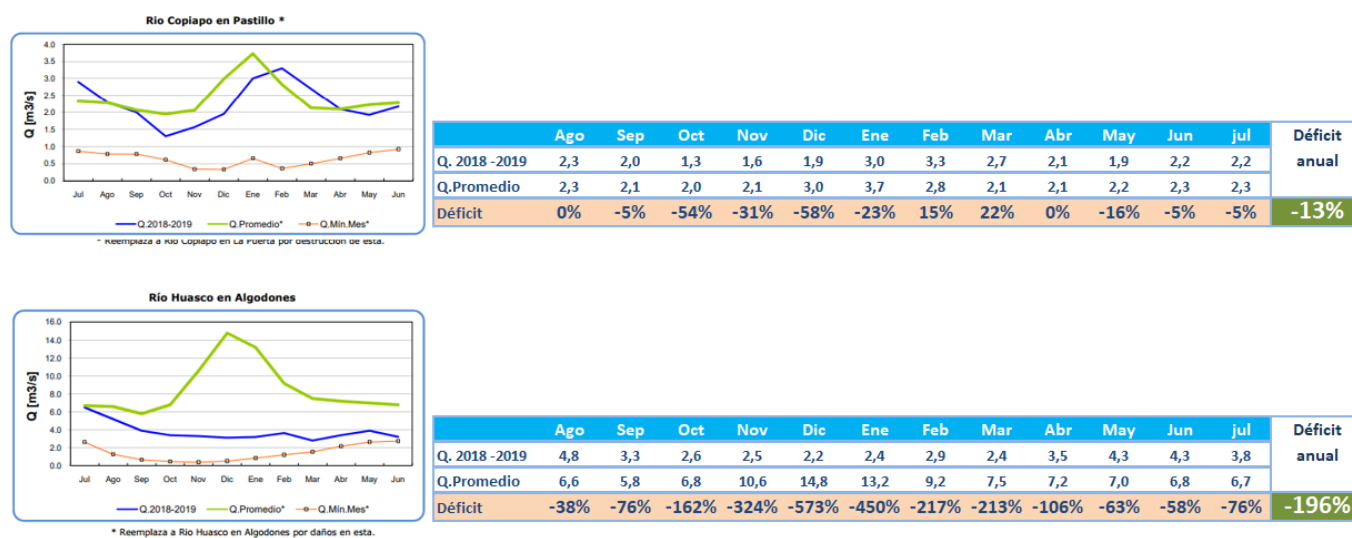 Rio Copiapo en Pastillo *
Q [m3/s]
4.0
3.5
3.0
2.5
2.0
1.5
1.0
0.5
0.0
Jul Ago Sep Oct Nov Dic Ene Feb Mar Abr May Jun
Q.2018-2019 Q.Promedio* Q.Mín.Mes*
* Reemplaza a Rio Copiapo en La Puerta por destruccion de esta.
Ago Sep Oct Nov Dic Ene Feb Mar Abr May Jun jul Déficit anual
Q. 2018 -2019 2,3 2,0 1,3 1,6 1,9 3,0 3,3 2,7 2,1 1,9 2,2 2,2
Q.Promedio 2,3 2,1 2,0 2,1 3,0 3,7 2,8 2,1 2,1 2,2 2,3 2,3
Déficit 0% -5% -54% -31% -58% -23% 15% 22% 0% -16% -5% -5% -13%
Río Huasco en Algodones
Q [m3/s]
16.0
14.0
12.0
10.0
8.0
6.0
4.0
2.0
0.0
Jul Ago Sep Oct Nov Dic Ene Feb Mar Abr May Jun
Q.2018-2019 Q.Promedio* Q.Mín.Mes*
* Reemplaza a Rio Huasco en Algodones por daños en esta.
Ago Sep Oct Nov Dic Ene Feb Mar Abr May Jun jul Déficit anual
Q. 2018 -2019 4,8 3,3 2,6 2,5 2,2 2,4 2,9 2,4 3,5 4,3 4,3 3,8
Q.Promedio 6,6 5,8 6,8 10,6 14,8 13,2 9,2 7,5 7,2 7,0 6,8 6,7
Déficit -38% -76% -162% -324% -573% -450% -217% -213% -106% -63% -58% -76% -196%